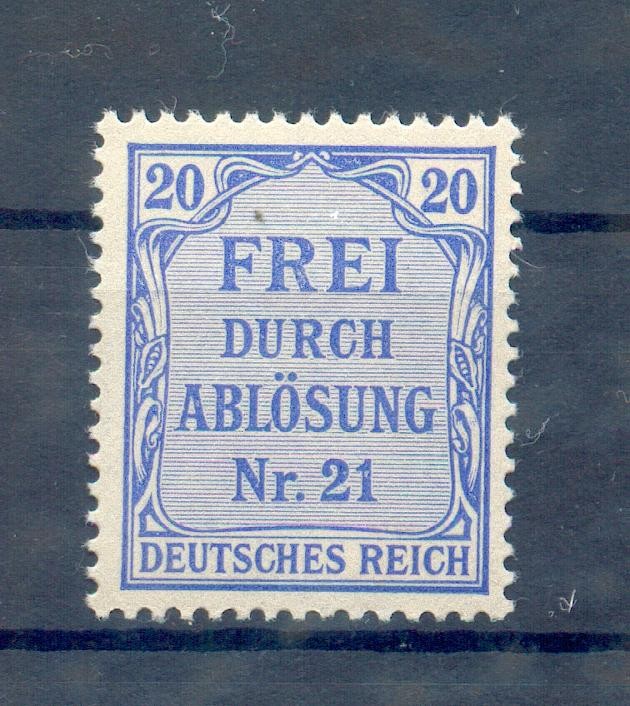 20 20
FREI
DURCH
ABLÖSUNG
Nr. 21
DEUTSCHES REICH